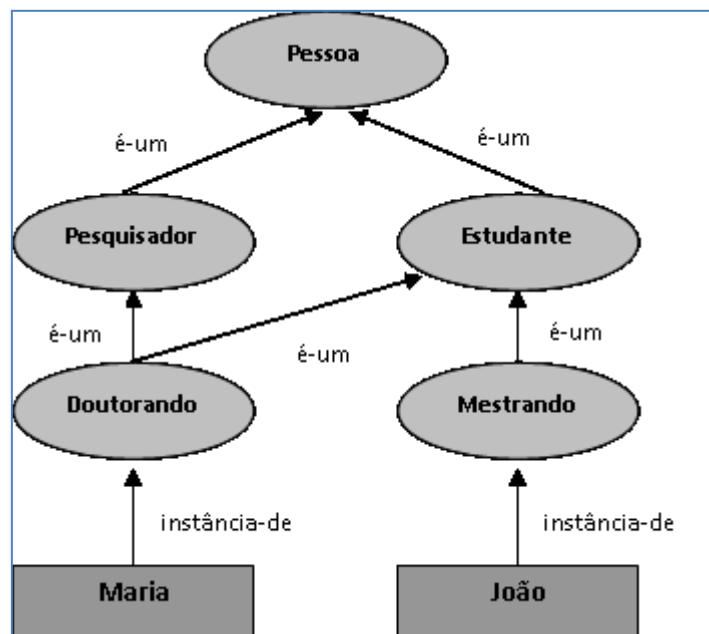 Pessoa
é-um
é-um
Pesquisador
Estudante
é-um
é-um
é-um
Doutorando
Mestrando
instância-de
instância-de
Maria
João